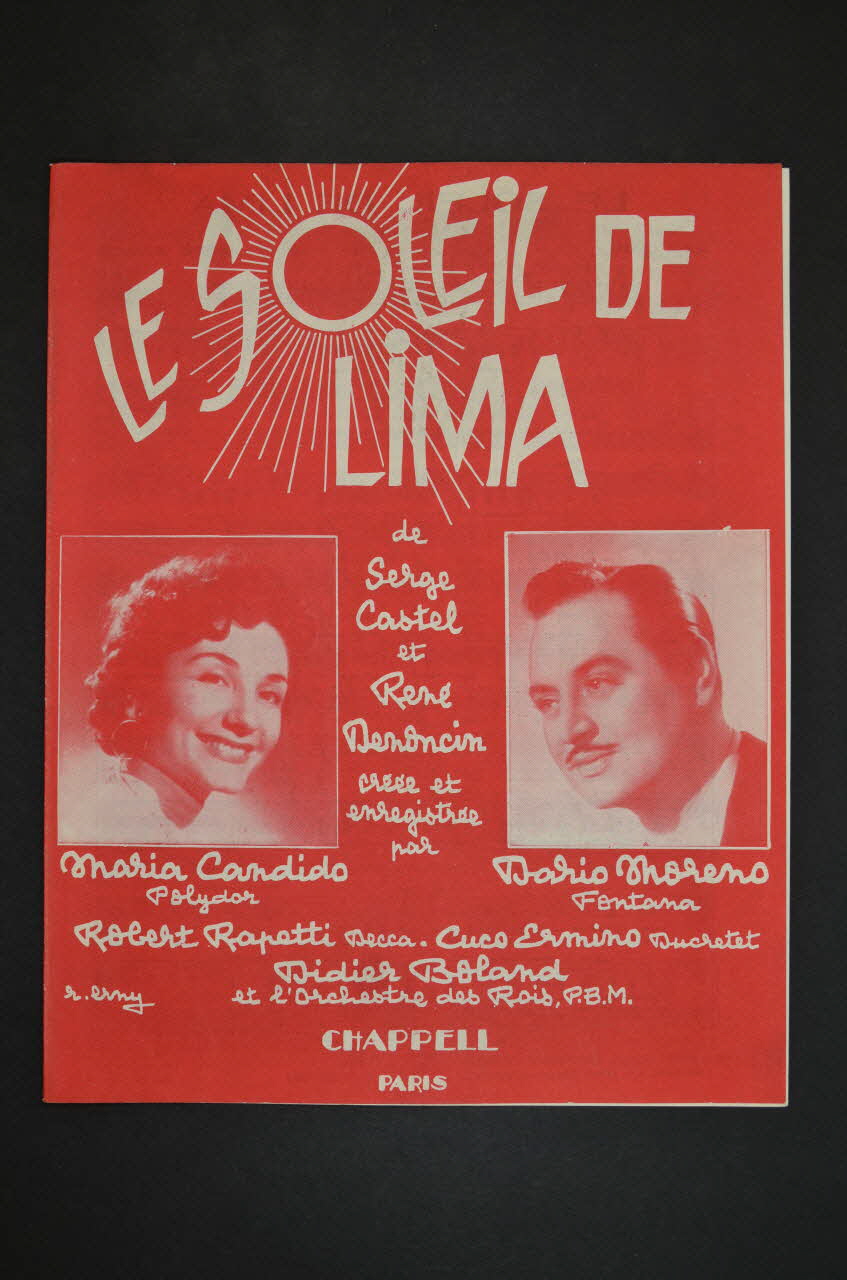 LE SOLEIL DE
LIMA
de
Serge
Castel
et
René
Denoncin
créée et
enregistrée
par
Maria Candido
Polydor
Dario Moreno
Fontana
Robert Rapetti Decca. Cuco Ermino Ducretet
Didier Boland
et l'Orchestre des Rois, P.B.M.
r. erny
CHAPPELL
PARIS